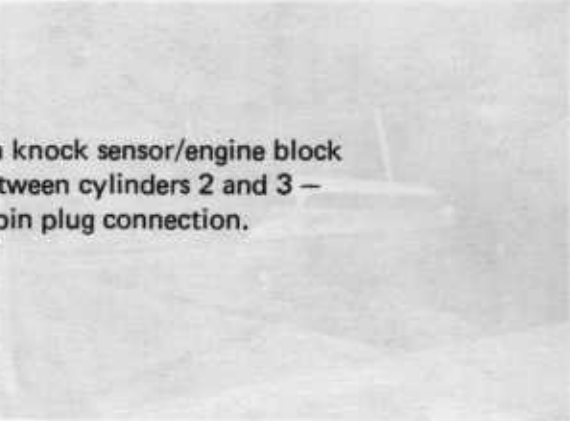 knock sensor/engine block
tween cylinders 2 and 3 —
pin plug connection.